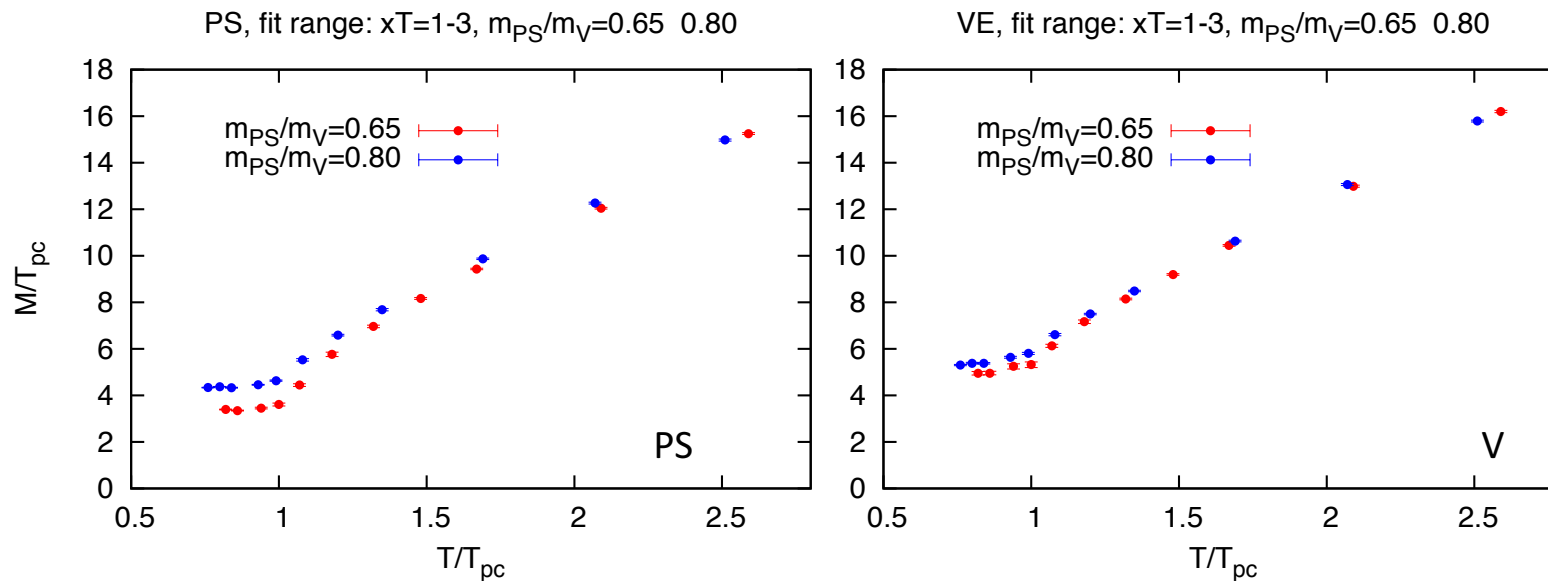 PS, fit range: xT=1-3, m_PS/m_V=0.65 0.80
M/T_pc
18
16
14
12
10
8
6
4
2
0
m_PS/m_V=0.65
m_PS/m_V=0.80
PS
0.5 1 1.5 2 2.5
T/T_pc
VE, fit range: xT=1-3, m_PS/m_V=0.65 0.80
18
16
14
12
10
8
6
4
2
0
m_PS/m_V=0.65
m_PS/m_V=0.80
V
0.5 1 1.5 2 2.5
T/T_pc